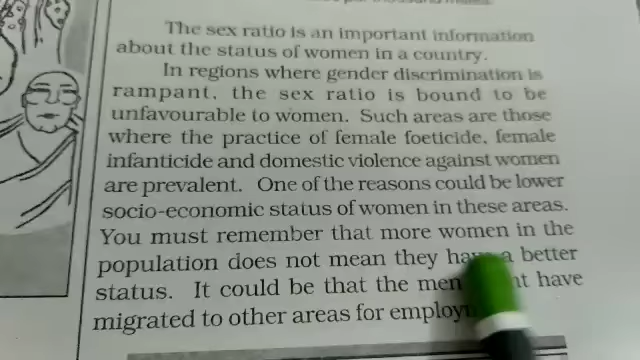 The sex ratio is an important information
about the status of women in a country.
In regions where gender discrimination is
rampant, the sex ratio is bound to be
unfavourable to women. Such areas are those
where the practice of female foeticide, female
infanticide and domestic violence against women
are prevalent. One of the reasons could be lower
socio-economic status of women in these areas.
You must remember that more women in the
population does not mean they have a better
status. It could be that the men have
migrated to other areas for